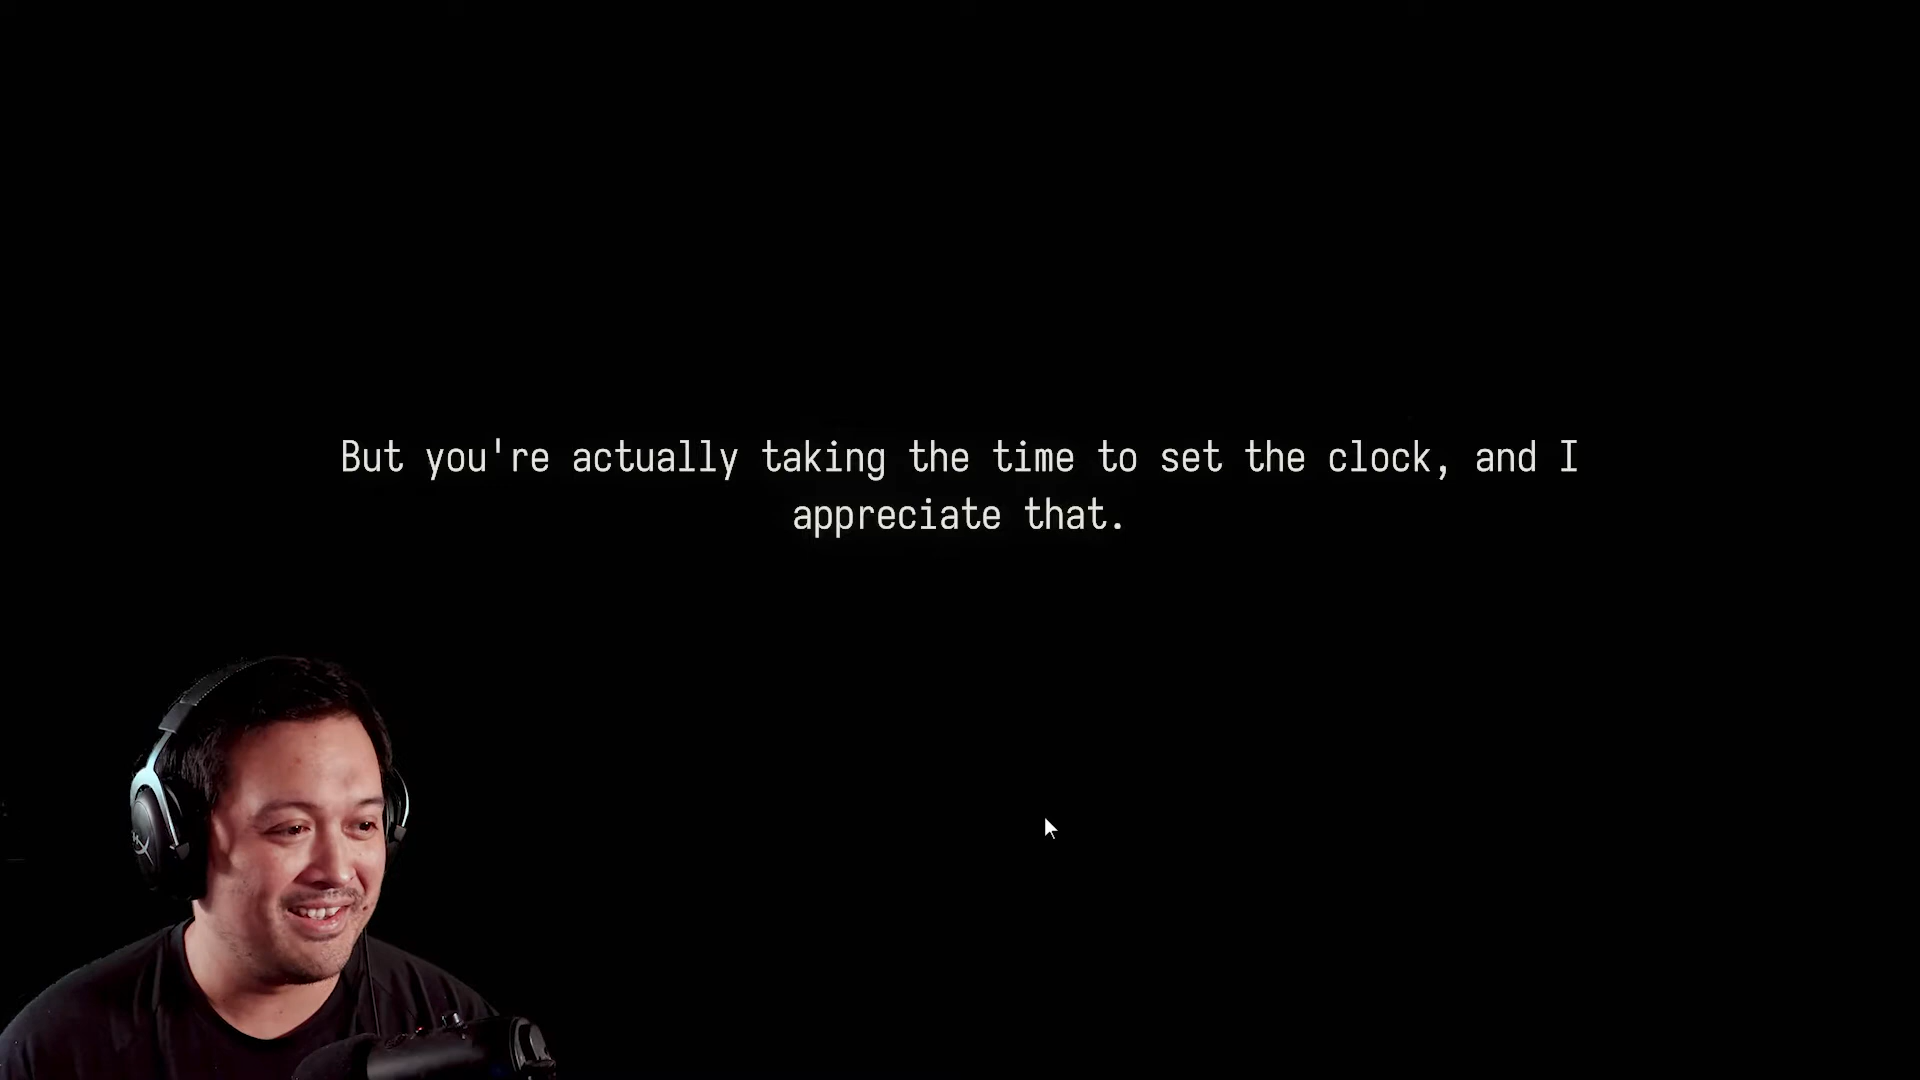 But you're actually taking the time to set the clock, and I
appreciate that.